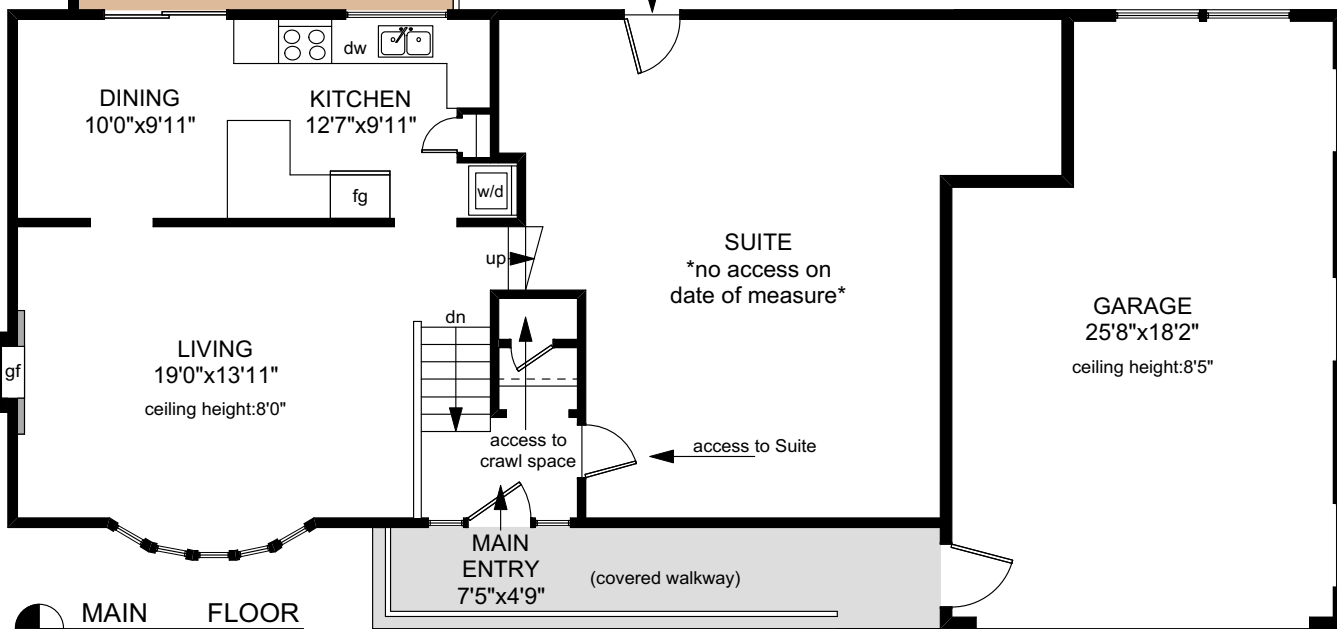 DINING
10'0"x9'11"
KITCHEN
12'7"x9'11"
dw
fg
w/d
up
dn
SUITE
*no access on
date of measure*
GARAGE
25'8"x18'2"
ceiling height:8'5"
LIVING
19'0"x13'11"
ceiling height:8'0"
gf
access to
crawl space
access to Suite
MAIN
ENTRY
7'5"x4'9"
(covered walkway)
MAIN FLOOR